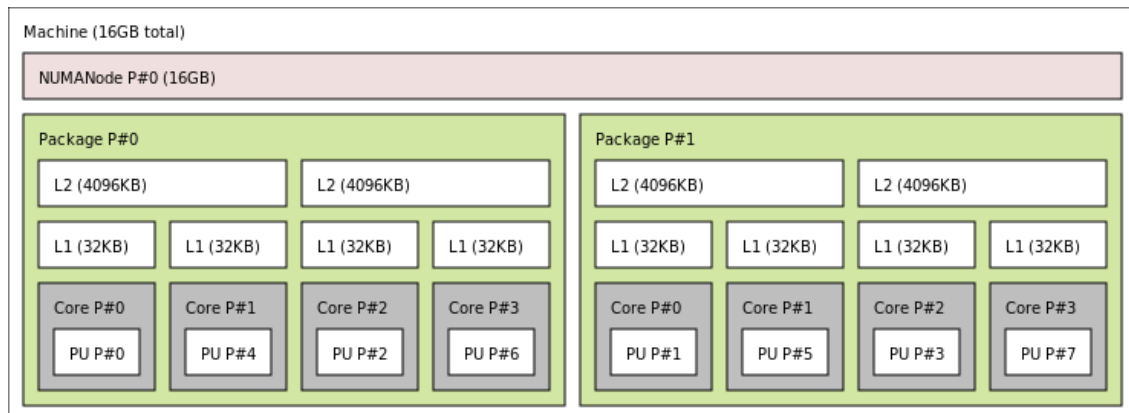 Machine (16GB total)
NUMANode P#0 (16GB)
Package P#0
L2 (4096KB)
L2 (4096KB)
L1 (32KB)
L1 (32KB)
L1 (32KB)
L1 (32KB)
Core P#0
Core P#1
Core P#2
Core P#3
PU P#0
PU P#4
PU P#2
PU P#6
Package P#1
L2 (4096KB)
L2 (4096KB)
L1 (32KB)
L1 (32KB)
L1 (32KB)
L1 (32KB)
Core P#0
Core P#1
Core P#2
Core P#3
PU P#1
PU P#5
PU P#3
PU P#7